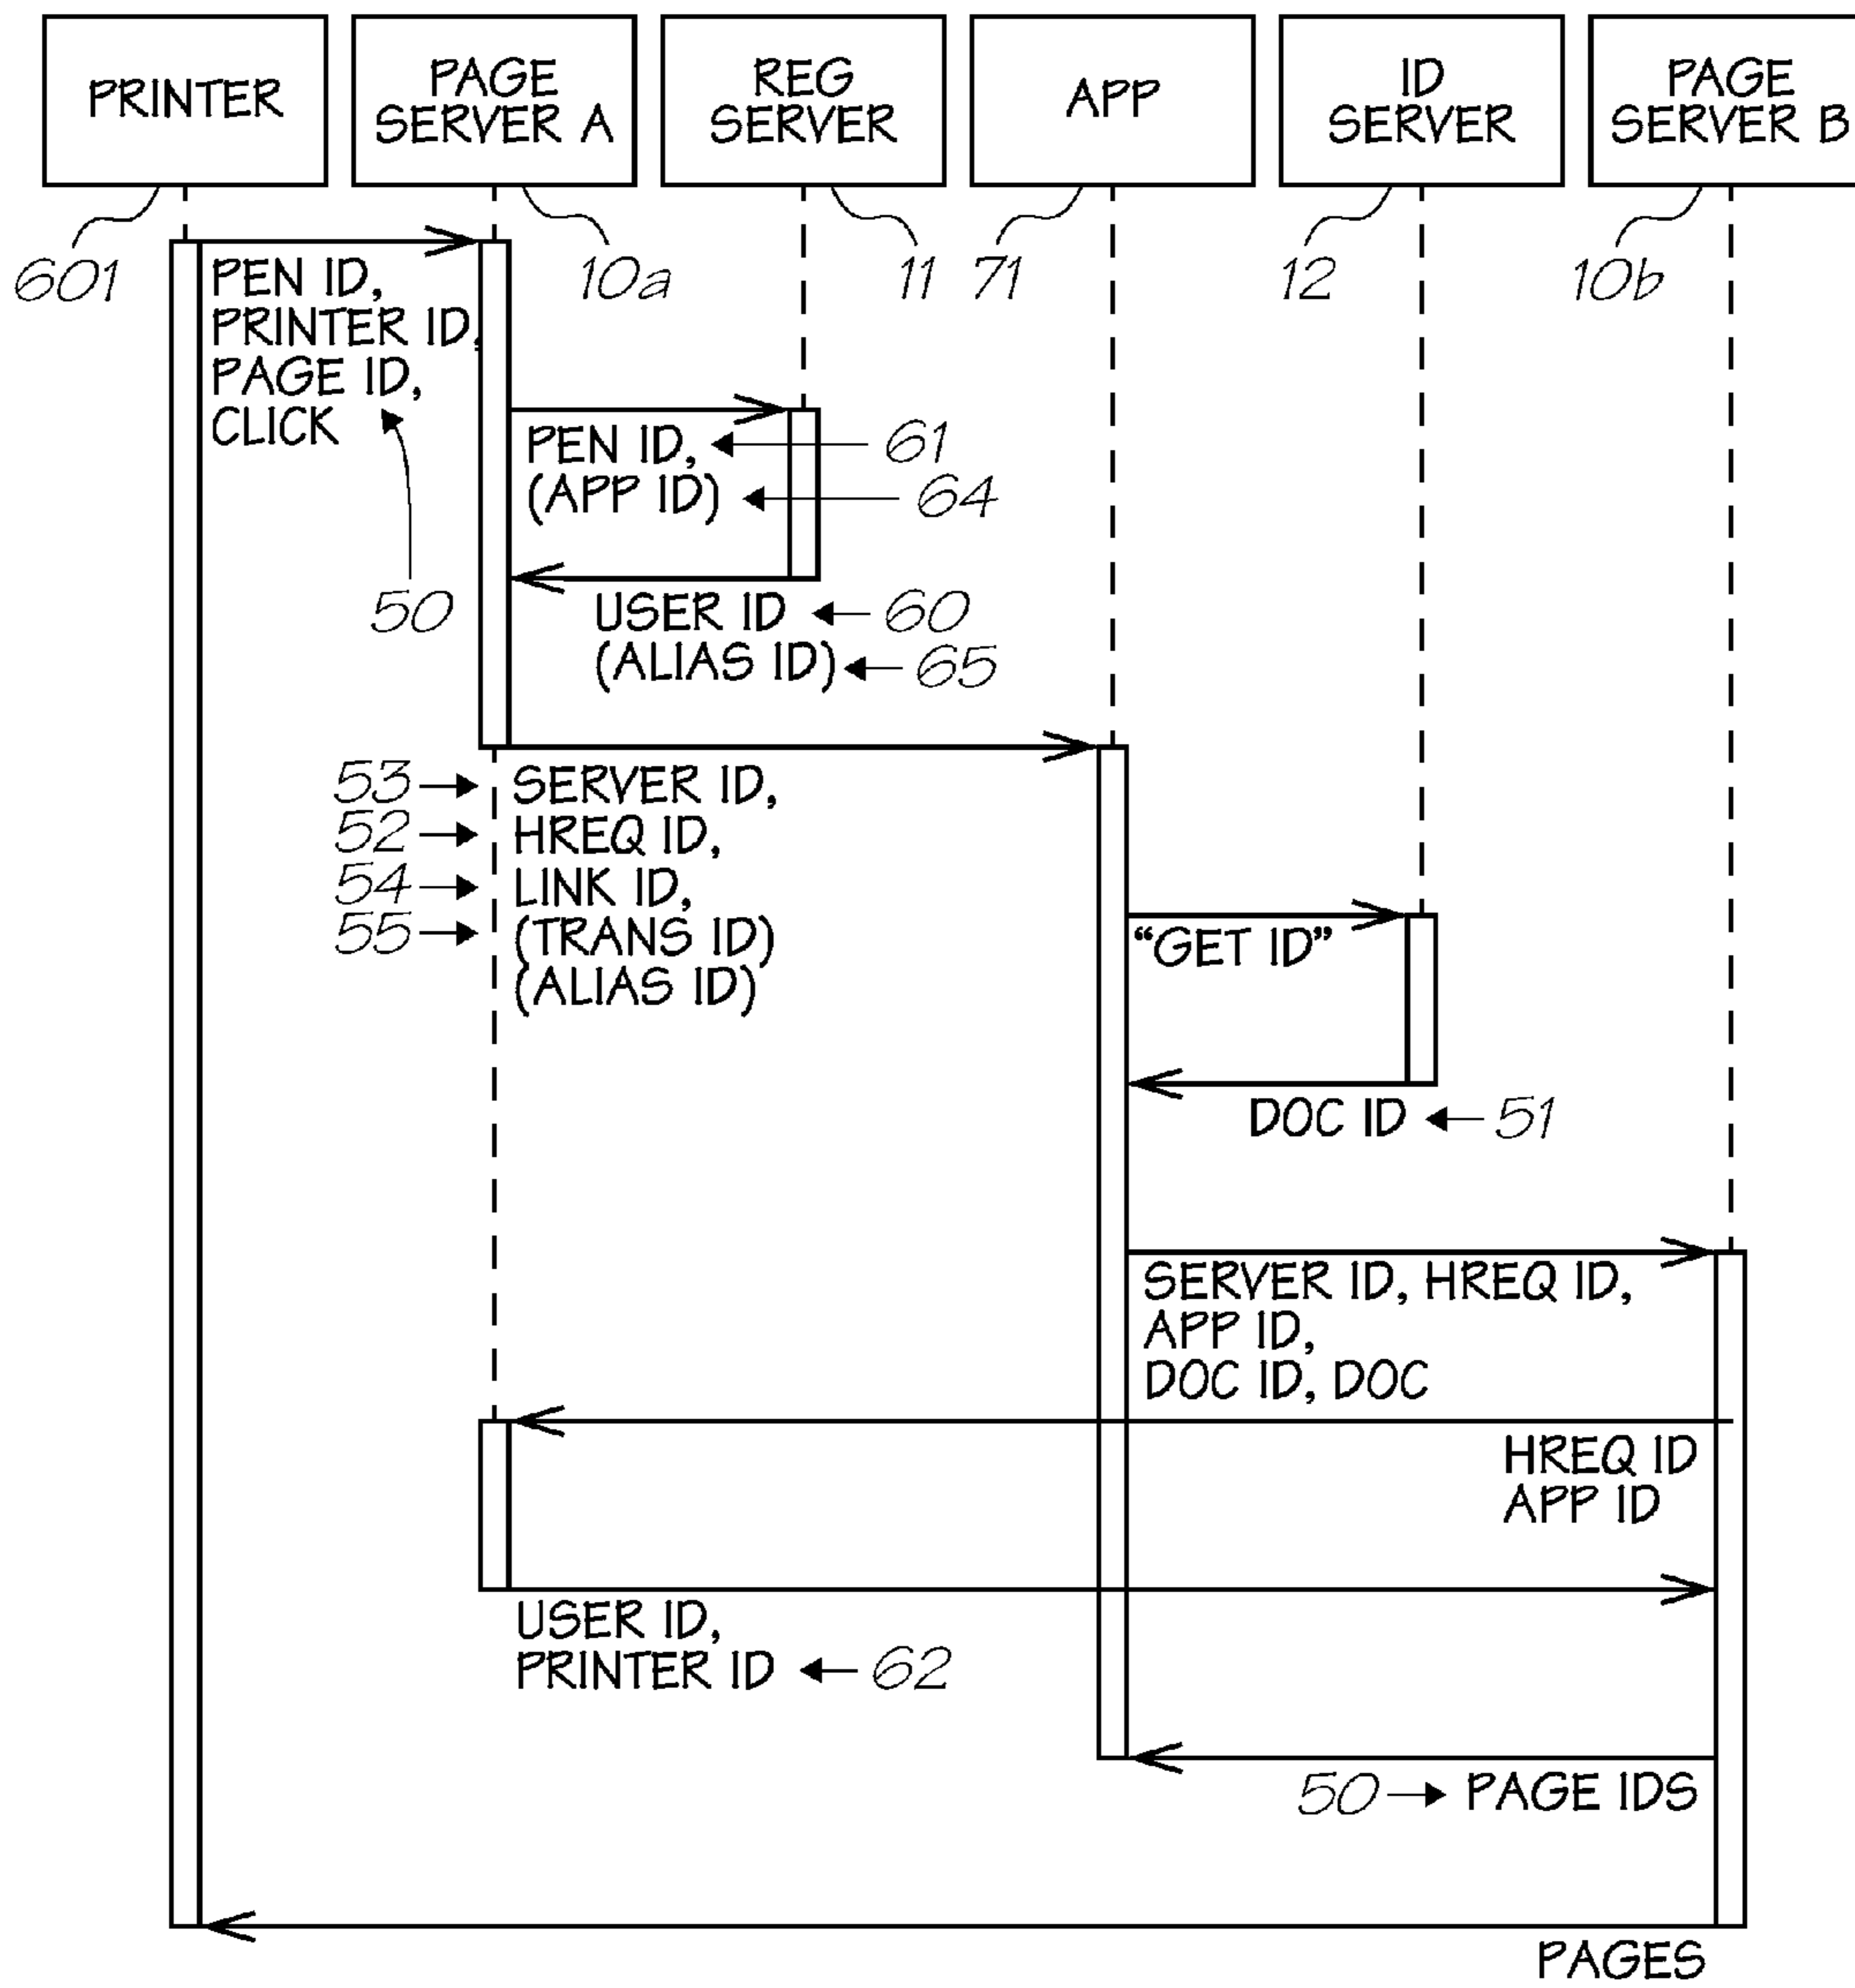 PRINTER
PAGE
SERVER A
REG
SERVER
APP
ID
SERVER
PAGE
SERVER B
601
10a
11
71
12
10b
PEN ID,
PRINTER ID,
PAGE ID,
CLICK
50
PEN ID,
(APP ID)
61
64
USER ID
(ALIAS ID)
60
65
53
52
54
55
SERVER ID,
HREQ ID,
LINK ID,
(TRANS ID)
(ALIAS ID)
“GET ID”
DOC ID
51
SERVER ID, HREQ ID,
APP ID,
DOC ID, DOC
HREQ ID
APP ID
USER ID,
PRINTER ID
62
50
PAGE IDS
PAGES